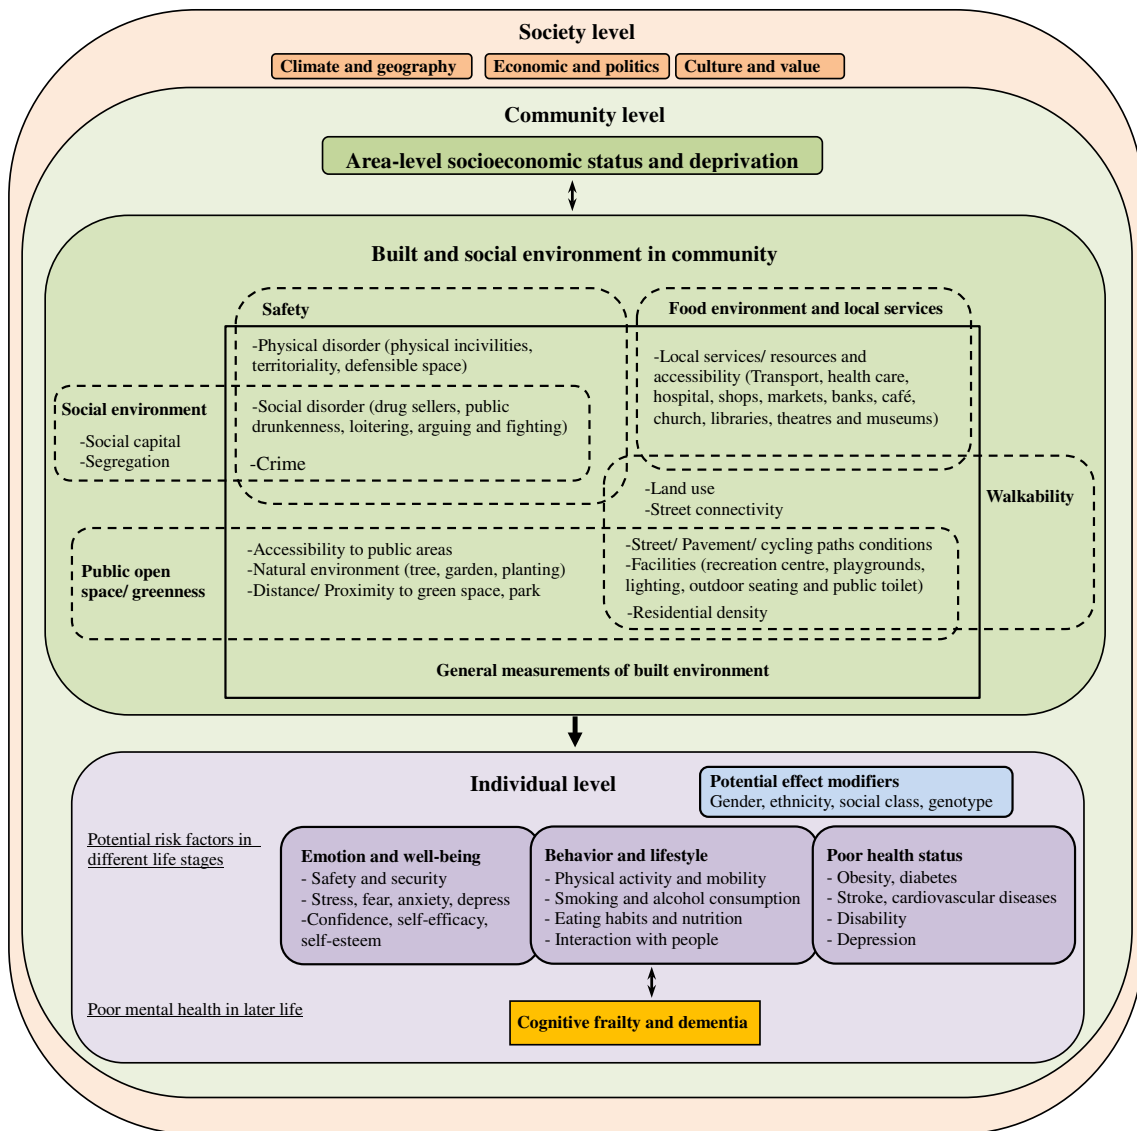 Society level
Climate and geography
Economic and politics
Culture and value
Community level
Area-level socioeconomic status and deprivation
Built and social environment in community
Safety
-Physical disorder (physical incivilities,
territoriality, defensible space)
Food environment and local services
-Local services/ resources and
accessibility (Transport, health care,
hospital, shops, markets, banks, café,
church, libraries, theatres and museums)
Social environment
-Social capital
-Segregation
-Social disorder (drug sellers, public
drunkenness, loitering, arguing and fighting)
-Crime
-Land use
-Street connectivity
Walkability
Public open
space/ greenness
-Accessibility to public areas
-Natural environment (tree, garden, planting)
-Distance/ Proximity to green space, park
-Street/ Pavement/ cycling paths conditions
-Facilities (recreation centre, playgrounds,
lighting, outdoor seating and public toilet)
-Residential density
General measurements of built environment
Individual level
Potential effect modifiers
Gender, ethnicity, social class, genotype
Potential risk factors in
different life stages
Emotion and well-being
- Safety and security
- Stress, fear, anxiety, depress
-Confidence, self-efficacy,
self-esteem
Behavior and lifestyle
- Physical activity and mobility
- Smoking and alcohol consumption
- Eating habits and nutrition
- Interaction with people
Poor health status
- Obesity, diabetes
- Stroke, cardiovascular diseases
- Disability
- Depression
Poor mental health in later life
Cognitive frailty and dementia